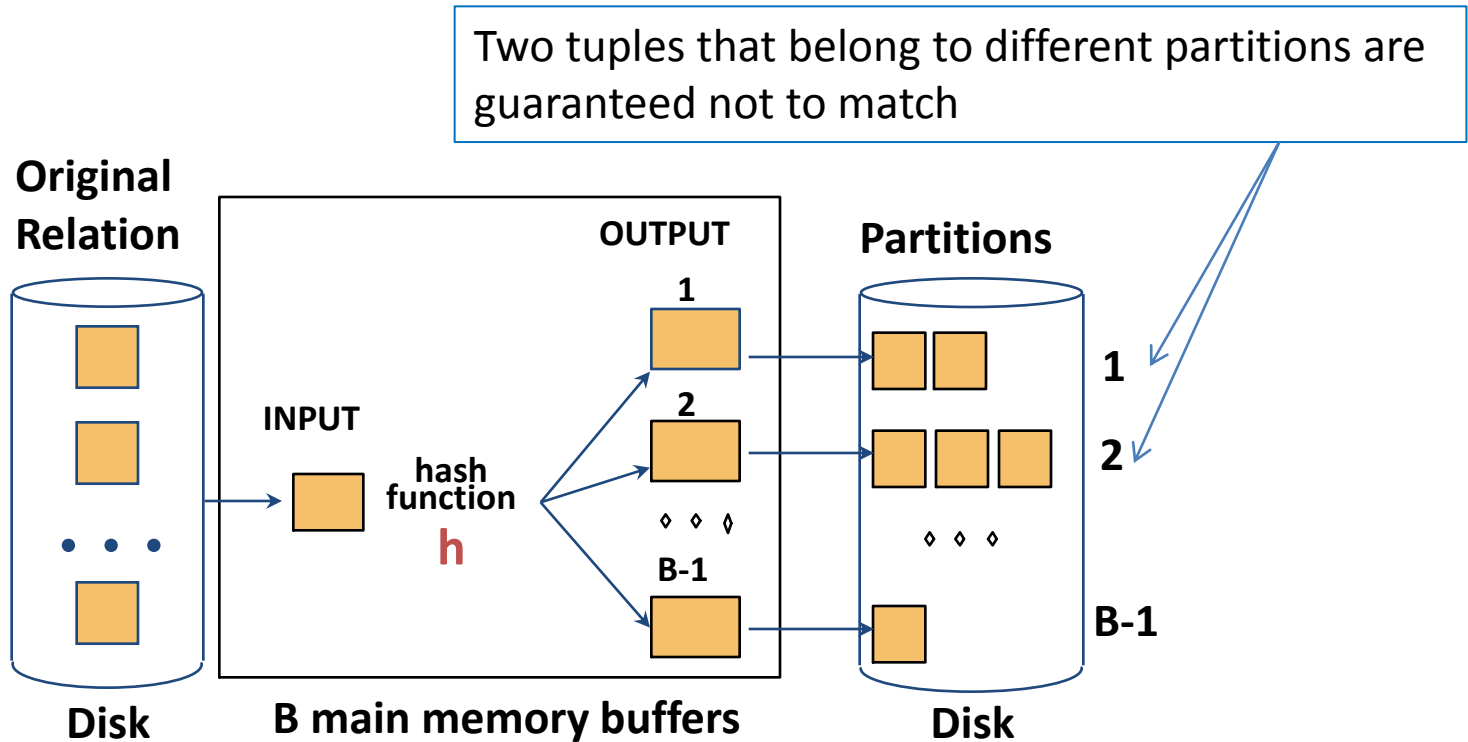 Two tuples that belong to different partitions are
guaranteed not to match
Original
Relation
OUTPUT
Partitions
1
1
INPUT
2
2
hash
function
h
B-1
B-1
Disk
B main memory buffers
Disk